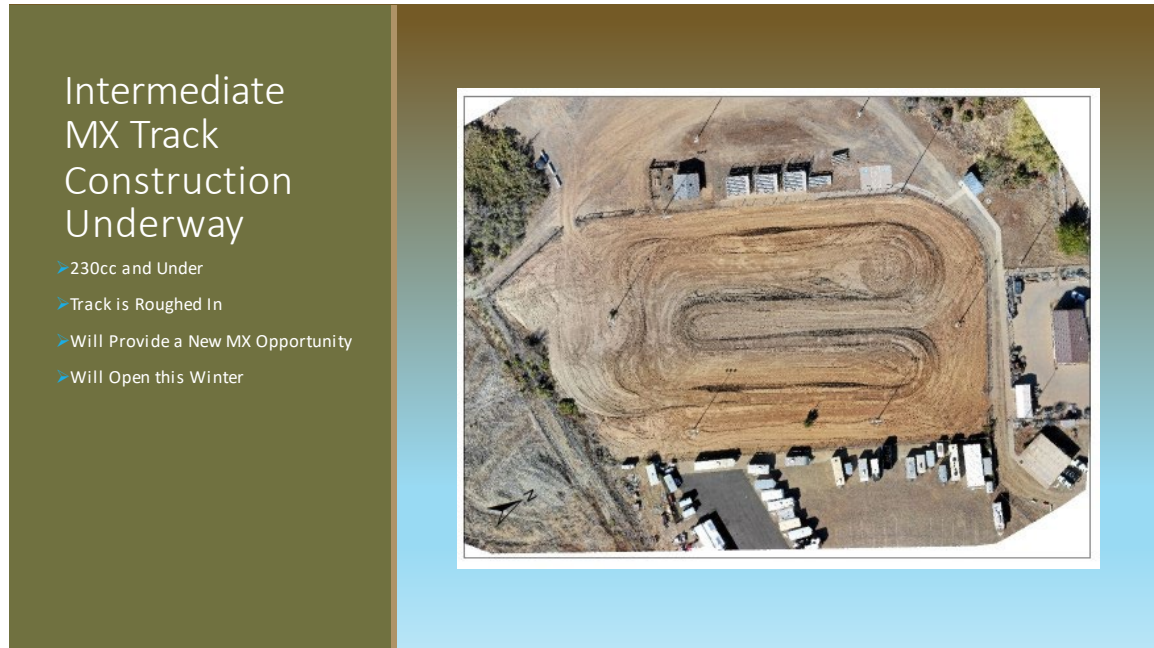 Intermediate
MX Track
Construction
Underway
➢230cc and Under
➢Track is Roughed In
➢Will Provide a New MX Opportunity
➢Will Open this Winter
N